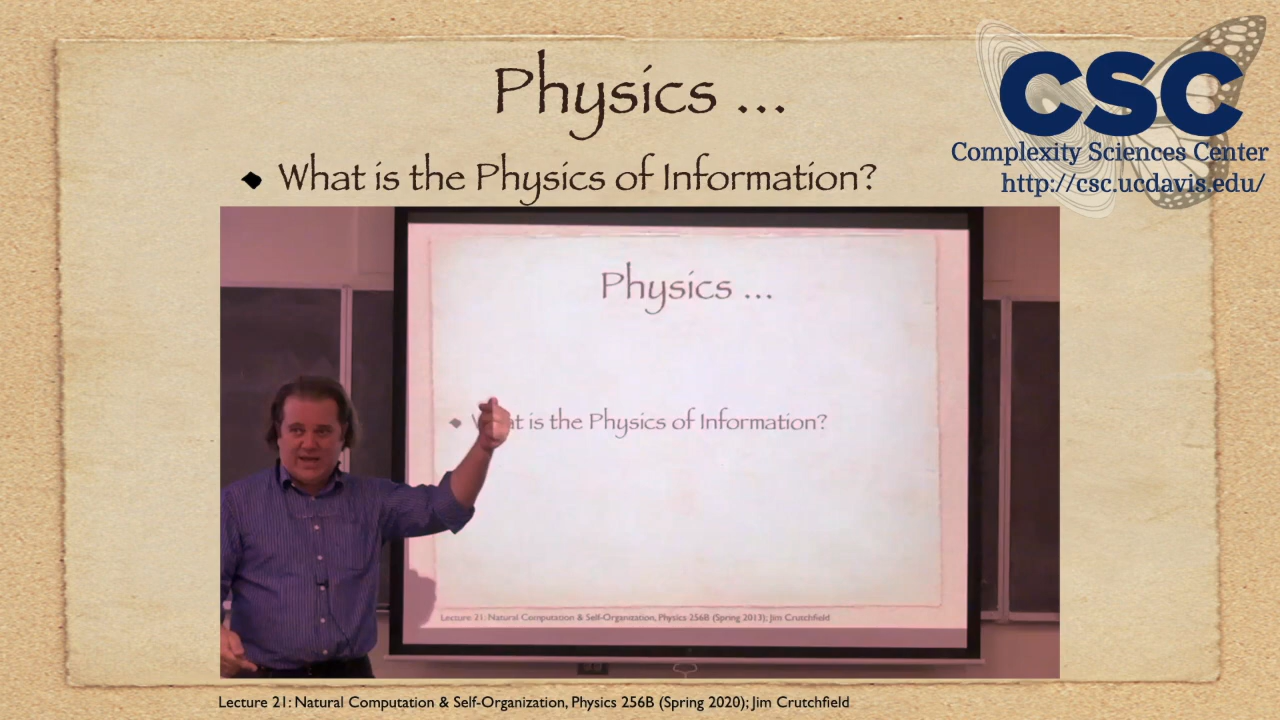 Physics ...
CSC
Complexity Sciences Center
http://csc.ucdavis.edu/
What is the Physics of Information?
Physics ...
What is the Physics of Information?
Lecture 21: Natural Computation & Self-Organization, Physics 256B (Spring 2013); Jim Crutchfield
Lecture 21: Natural Computation & Self-Organization, Physics 256B (Spring 2020); Jim Crutchfield